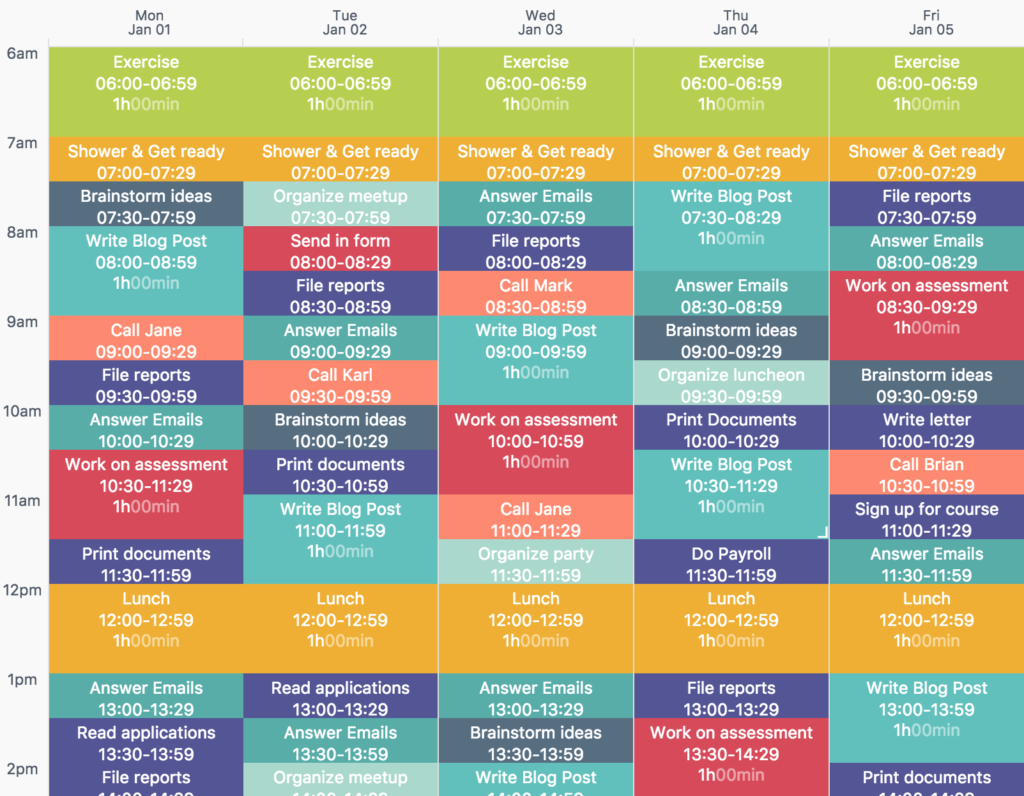 Mon
Jan 01
Tue
Jan 02
Wed
Jan 03
Thu
Jan 04
Fri
Jan 05
6am
7am
8am
9am
10am
11am
12pm
1pm
2pm
Exercise
06:00-06:59
1h00min
Shower & Get ready
07:00-07:29
Brainstorm ideas
07:30-07:59
Write Blog Post
08:00-08:59
1h00min
Call Jane
09:00-09:29
File reports
09:30-09:59
Answer Emails
10:00-10:29
Work on assessment
10:30-11:29
1h00min
Print documents
11:30-11:59
Lunch
12:00-12:59
1h00min
Answer Emails
13:00-13:29
Read applications
13:30-13:59
File reports
Exercise
06:00-06:59
1h00min
Shower & Get ready
07:00-07:29
Organize meetup
07:30-07:59
Send in form
08:00-08:29
File reports
08:30-08:59
Answer Emails
09:00-09:29
Call Karl
09:30-09:59
Brainstorm ideas
10:00-10:29
Print documents
10:30-10:59
Write Blog Post
11:00-11:59
1h00min
Lunch
12:00-12:59
1h00min
Read applications
13:00-13:29
Answer Emails
13:30-13:59
Organize meetup
Exercise
06:00-06:59
1h00min
Shower & Get ready
07:00-07:29
Answer Emails
07:30-07:59
File reports
08:00-08:29
Call Mark
08:30-08:59
Write Blog Post
09:00-09:59
1h00min
Work on assessment
10:00-10:59
1h00min
Call Jane
11:00-11:29
Organize party
11:30-11:59
Lunch
12:00-12:59
1h00min
Answer Emails
13:00-13:29
Brainstorm ideas
13:30-13:59
Write Blog Post
Exercise
06:00-06:59
1h00min
Shower & Get ready
07:00-07:29
Write Blog Post
07:30-08:29
1h00min
Answer Emails
08:30-08:59
Brainstorm ideas
09:00-09:29
Organize luncheon
09:30-09:59
Print Documents
10:00-10:29
Write Blog Post
10:30-11:29
1h00min
Do Payroll
11:30-11:59
Lunch
12:00-12:59
1h00min
File reports
13:00-13:29
Work on assessment
13:30-14:29
1h00min
Exercise
06:00-06:59
1h00min
Shower & Get ready
07:00-07:29
File reports
07:30-07:59
Answer Emails
08:00-08:29
Work on assessment
08:30-09:29
1h00min
Brainstorm ideas
09:30-09:59
Write letter
10:00-10:29
Call Brian
10:30-10:59
Sign up for course
11:00-11:29
Answer Emails
11:30-11:59
Lunch
12:00-12:59
1h00min
Write Blog Post
13:00-13:59
1h00min
Print documents